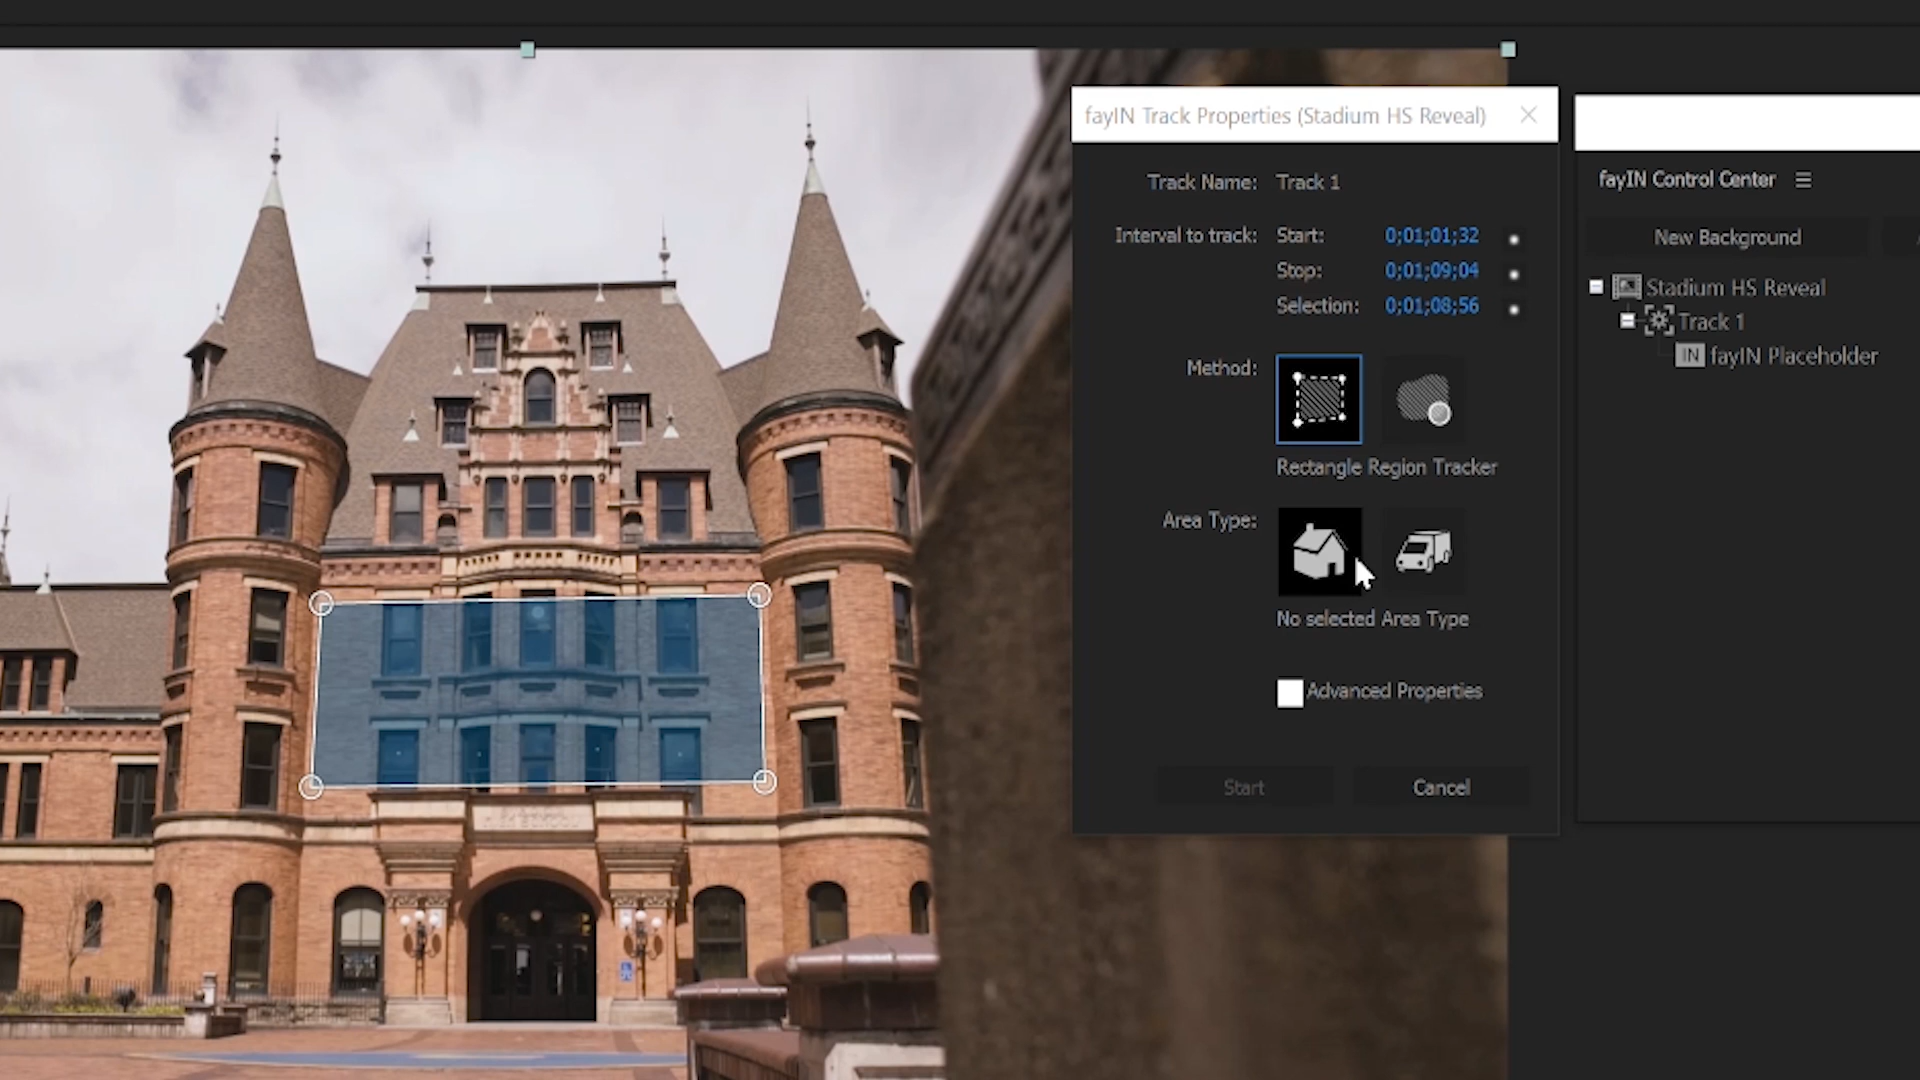 fayIN Track Properties (Stadium HS Reveal)
Track Name: Track 1
Interval to track: Start: 0;01;01;32
Stop: 0;01;09;04
Selection: 0;01;08;56
Method:
Rectangle Region Tracker
Area Type:
No selected Area Type
Advanced Properties
Start Cancel
fayIN Control Center
New Background
Stadium HS Reveal
Track 1
IN fayIN Placeholder